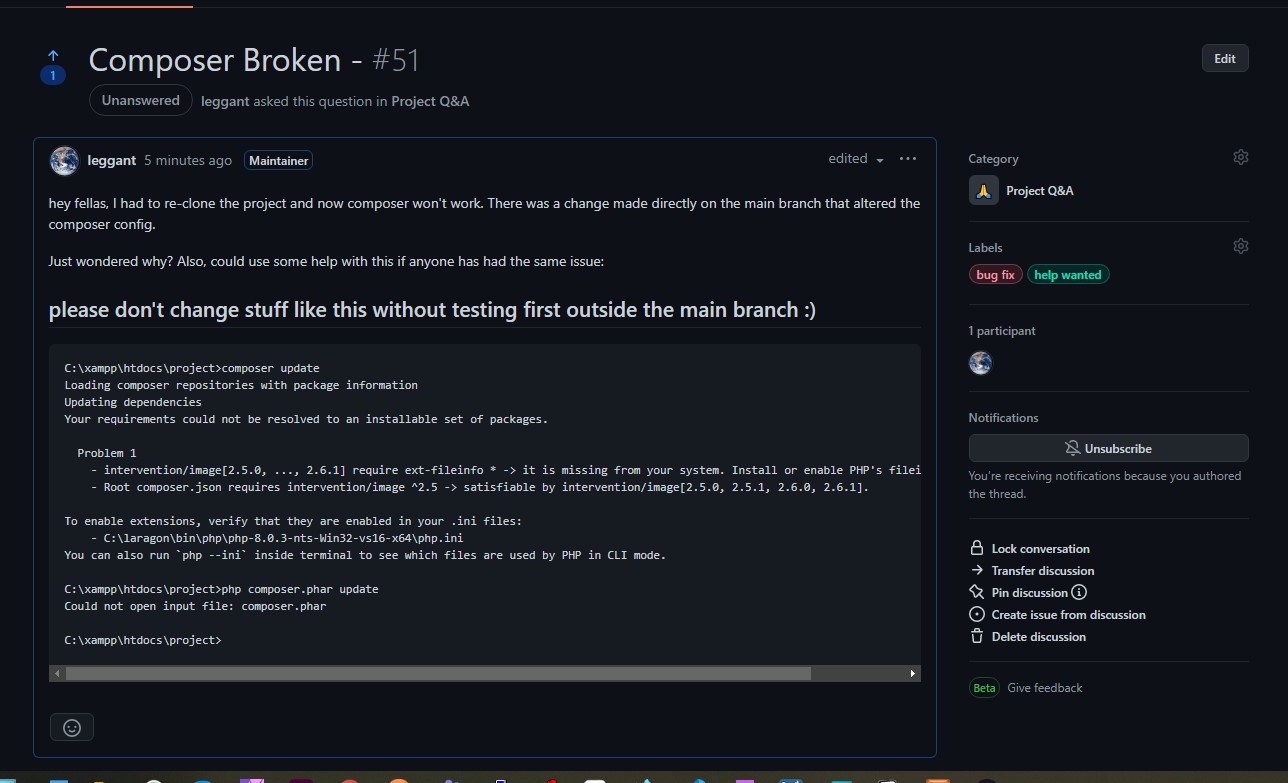 Composer Broken - #51
Edit
1
Unanswered
leggant asked this question in Project Q&A
leggant 5 minutes ago Maintainer
edited
hey fellas, I had to re-clone the project and now composer won't work. There was a change made directly on the main branch that altered the
composer config.
Just wondered why? Also, could use some help with this if anyone has had the same issue:
please don't change stuff like this without testing first outside the main branch :)
C:\xampp\htdocs\project>composer update
Loading composer repositories with package information
Updating dependencies
Your requirements could not be resolved to an installable set of packages.
Problem 1
- intervention/image[2.5.0, ..., 2.6.1] require ext-fileinfo * -> it is missing from your system. Install or enable PHP's filei
- Root composer.json requires intervention/image ^2.5 -> satisfiable by intervention/image[2.5.0, 2.5.1, 2.6.0, 2.6.1].
To enable extensions, verify that they are enabled in your .ini files:
- C:\laragon\bin\php\php-8.0.3-nts-Win32-vs16-x64\php.ini
You can also run `php --ini` inside terminal to see which files are used by PHP in CLI mode.
C:\xampp\htdocs\project>php composer.phar update
Could not open input file: composer.phar
C:\xampp\htdocs\project>
Category
Project Q&A
Labels
bug fix help wanted
1 participant
Notifications
Unsubscribe
You're receiving notifications because you authored
the thread.
Lock conversation
Transfer discussion
Pin discussion
Create issue from discussion
Delete discussion
Beta Give feedback